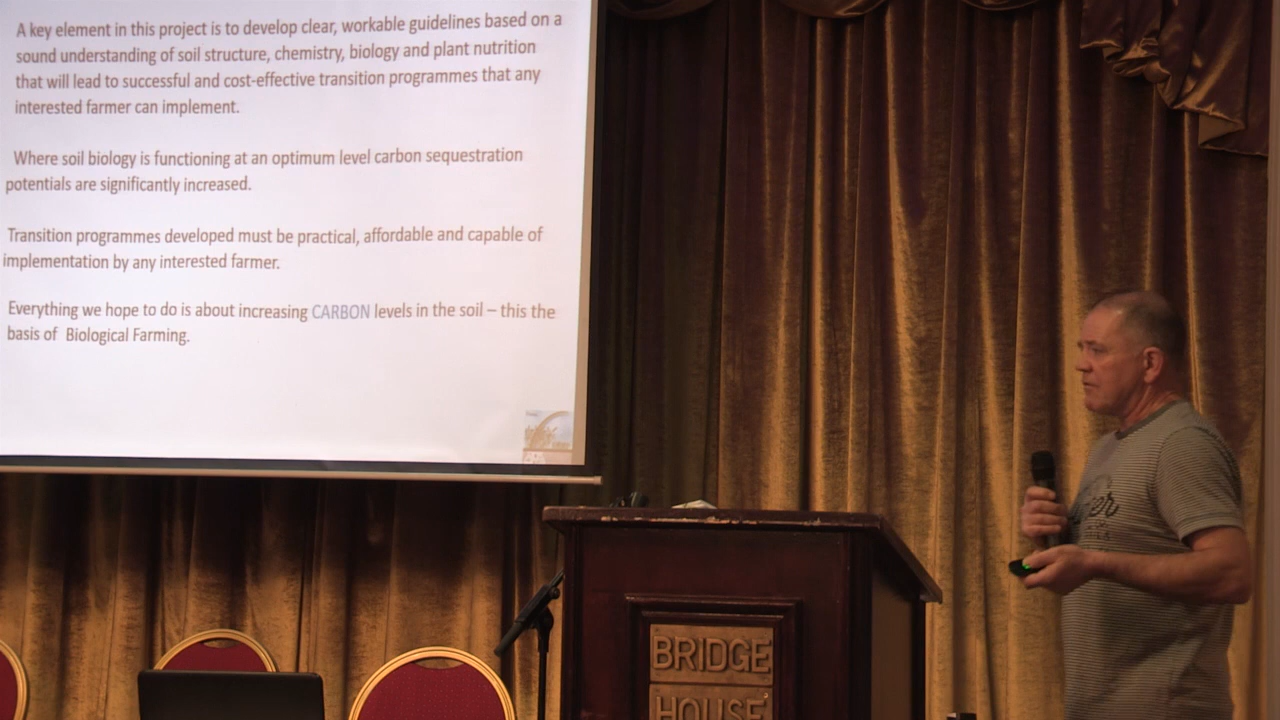 A key element in this project is to develop clear, workable guidelines based on a
sound understanding of soil structure, chemistry, biology and plant nutrition
that will lead to successful and cost-effective transition programmes that any
interested farmer can implement.
Where soil biology is functioning at an optimum level carbon sequestration
potentials are significantly increased.
Transition programmes developed must be practical, affordable and capable of
implementation by any interested farmer.
Everything we hope to do is about increasing CARBON levels in the soil – this the
basis of Biological Farming.
BRIDGE
HOUSE